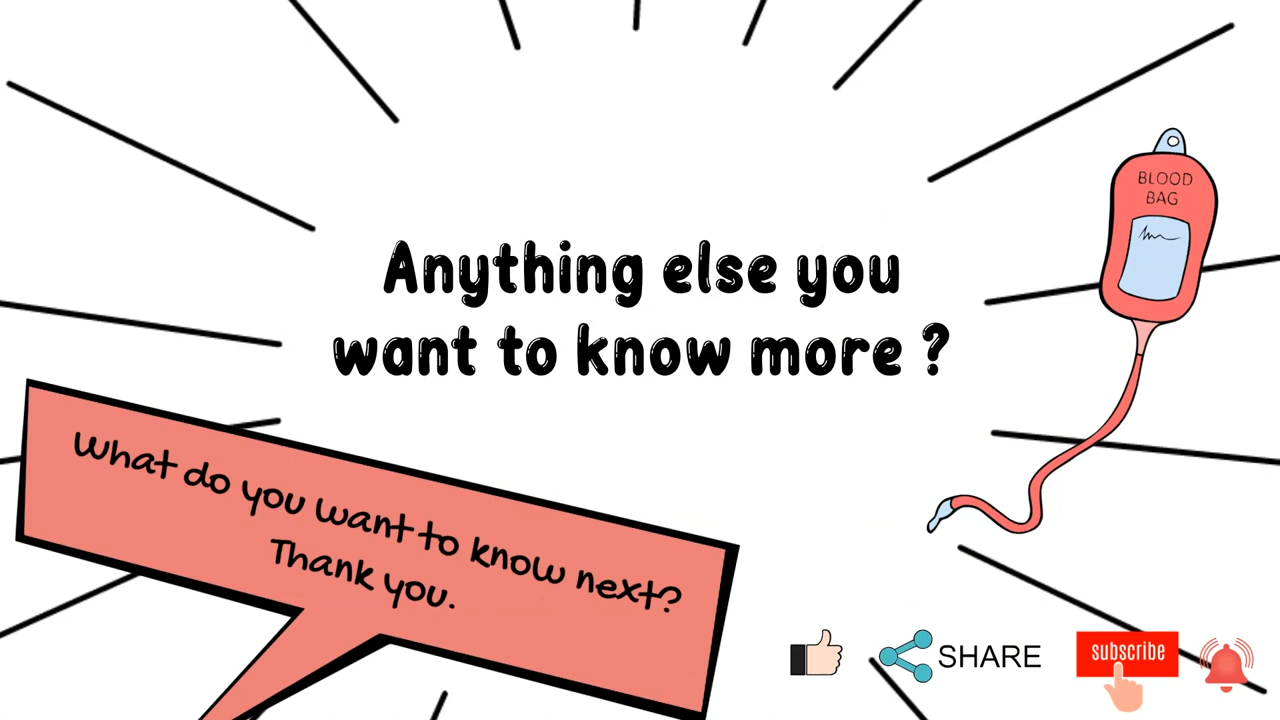 Anything else you
want to know more ?
BLOOD
BAG
What do you want to know next?
Thank you.
SHARE
subscribe